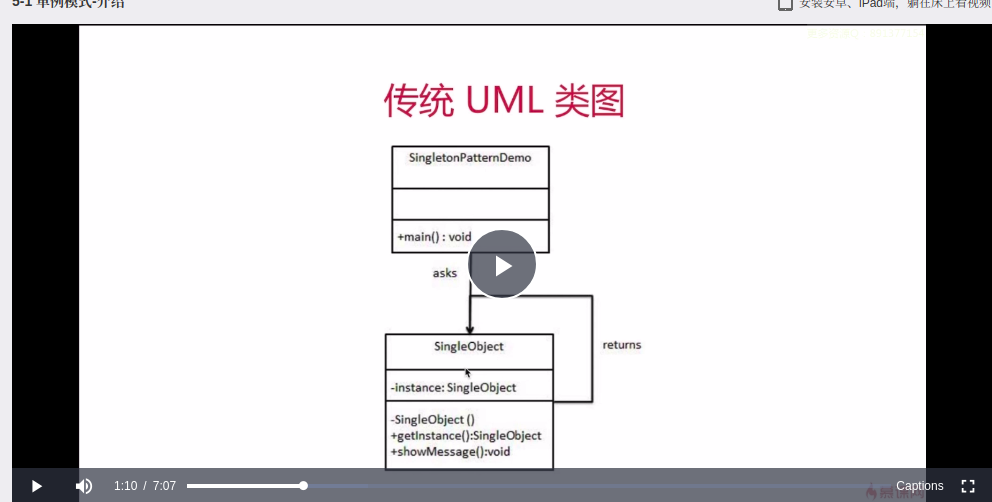 5-1 单例模式-介绍
安装安卓、iPad端，躺在床上看视频
传统 UML 类图
SingletonPatternDemo
+main() : void
asks
SingleObject
returns
-instance: SingleObject
-SingleObject ()
+getInstance():SingleObject
+showMessage():void
1:10 / 7:07
Captions